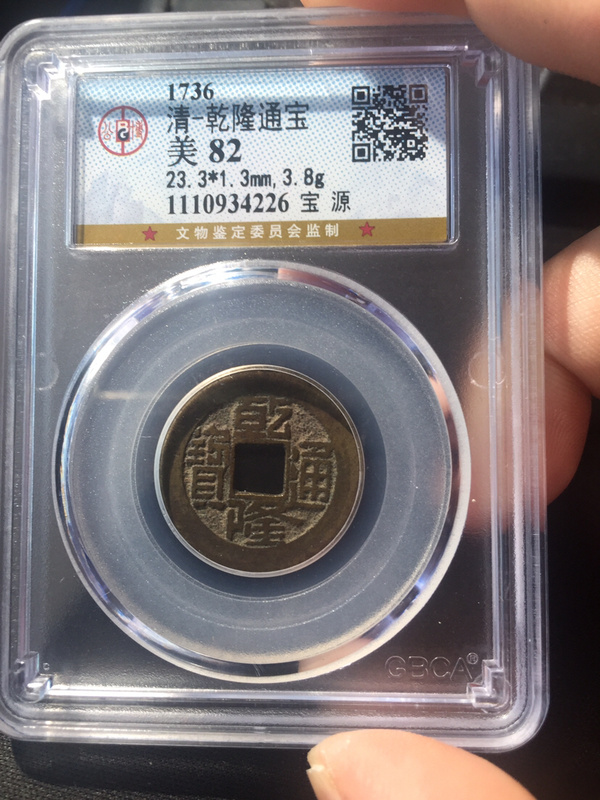 1736
清-乾隆通宝
美 82
23.3*1.3mm,3.8g
1110934226 宝 源
文物鉴定委员会监制
乾隆通寶
GBCA®